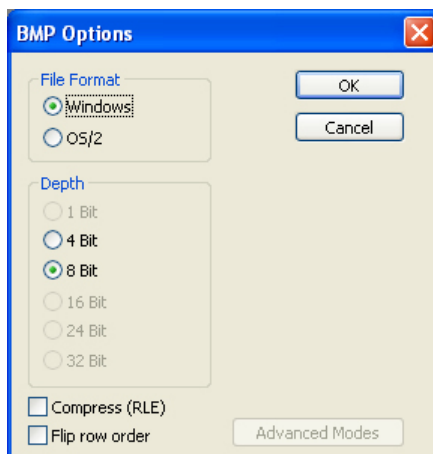 BMP Options
File Format
Windows
OS/2
OK
Cancel
Depth
1 Bit
4 Bit
8 Bit
16 Bit
24 Bit
32 Bit
Compress (RLE)
Flip row order
Advanced Modes